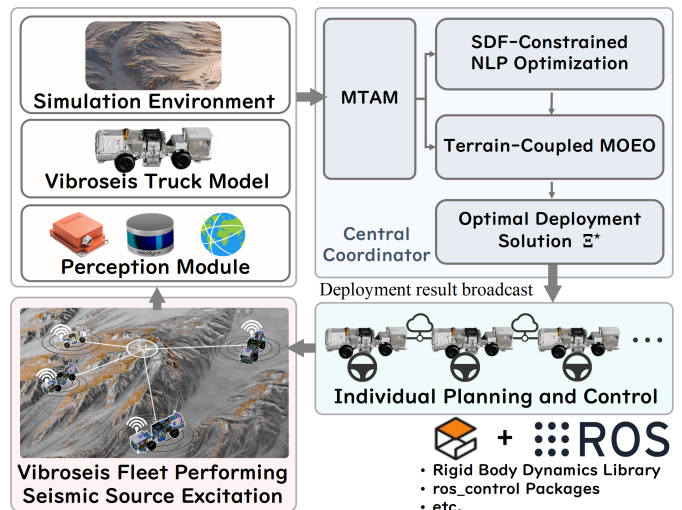 Simulation Environment
Vibroseis Truck Model
Velodyne
Perception Module
MTAM
SDF-Constrained
NLP Optimization
Terrain-Coupled MOEO
Optimal Deployment
Solution Ξ*
Central
Coordinator
Deployment result broadcast
Individual Planning and Control
Vibroseis Fleet Performing
Seismic Source Excitation
+ ROS
• Rigid Body Dynamics Library
• ros_control Packages
• etc.